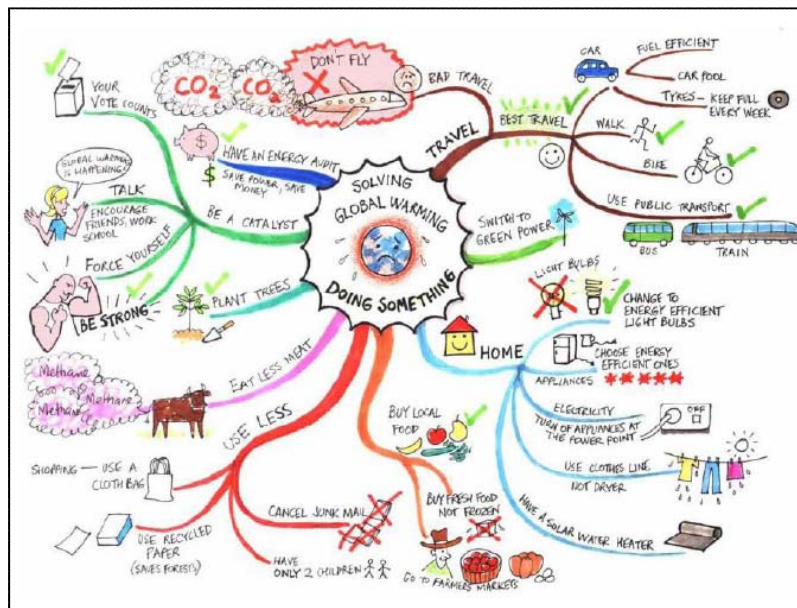 SOLVING
GLOBAL WARMING
DOING SOMETHING
TRAVEL
BAD TRAVEL
DON'T FLY
CO2
CO2
BEST TRAVEL
CAR
FUEL EFFICIENT
CAR POOL
TYRES — KEEP FULL
EVERY WEEK
WALK
BIKE
USE PUBLIC TRANSPORT
BUS
TRAIN
SWITCH TO
GREEN POWER
HOME
LIGHT BULBS
CHANGE TO
ENERGY EFFICIENT
LIGHT BULBS
CHOOSE ENERGY
EFFICIENT ONES
APPLIANCES
ELECTRICITY
TURN OF APPLIANCES AT
THE POWER POINT
OFF
USE CLOTHES LINE
NOT DRYER
HAVE A SOLAR WATER HEATER
BUY LOCAL
FOOD
BUY FRESH FOOD
NOT FROZEN
GO TO FARMERS MARKETS
USE LESS
CANCEL JUNK MAIL
HAVE
ONLY 2 CHILDREN
USE RECYCLED
PAPER
(SAVES FORESTS)
SHOPPING — USE A
CLOTH BAG
EAT LESS MEAT
Methane
Methane
Methane
PLANT TREES
BE A CATALYST
FORCE YOURSELF
BE STRONG
TALK
ENCOURAGE
FRIENDS, WORK
SCHOOL
GLOBAL WARMING
IS HAPPENING!
YOUR
VOTE COUNTS
HAVE AN ENERGY AUDIT
$
$
SAVE POWER, SAVE
MONEY